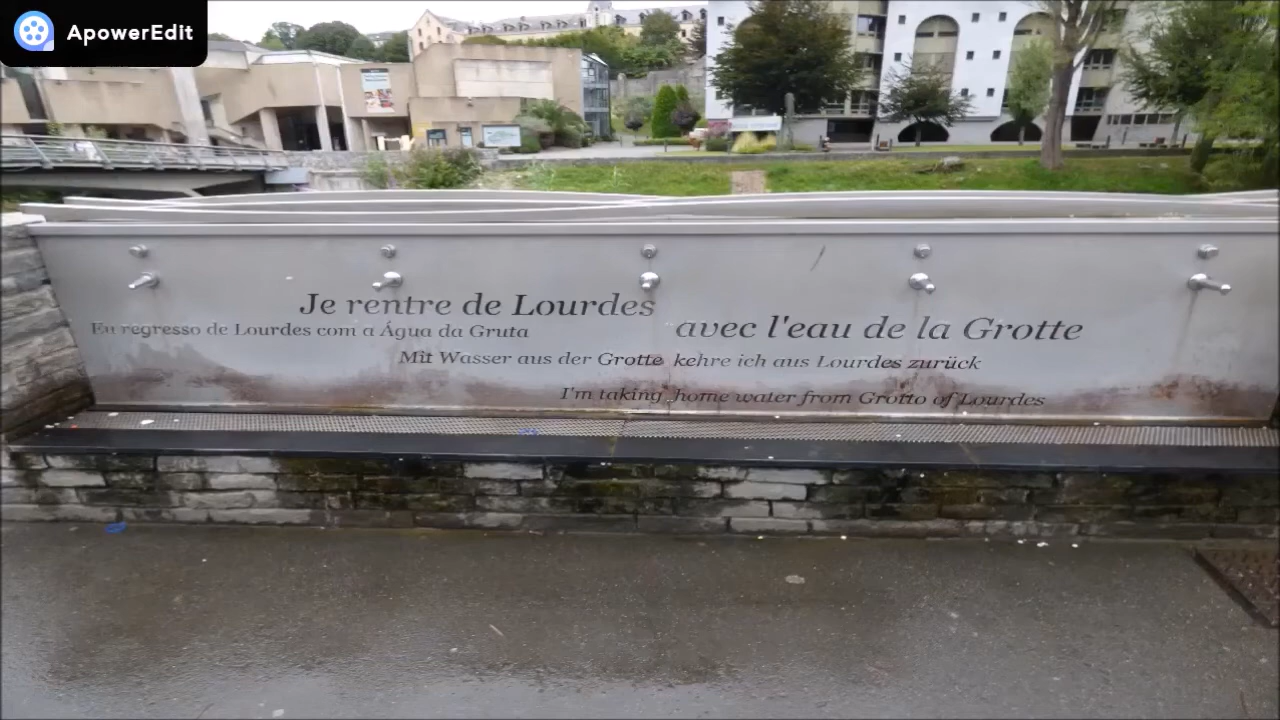 ApowerEdit
Je rentre de Lourdes
avec l'eau de la Grotte
Eu regresso de Lourdes com a Água da Gruta
Mit Wasser aus der Grotte kehre ich aus Lourdes zurück
I'm taking home water from Grotto of Lourdes